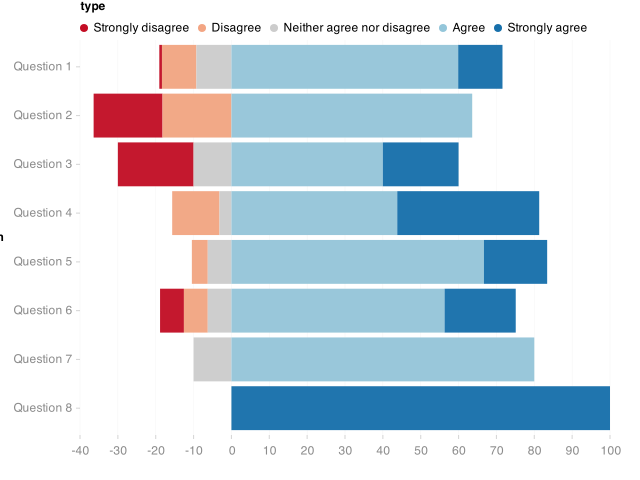 type
Strongly disagree Disagree Neither agree nor disagree Agree Strongly agree
Question 1
Question 2
Question 3
Question 4
Question 5
Question 6
Question 7
Question 8
-40 -30 -20 -10 0 10 20 30 40 50 60 70 80 90 100